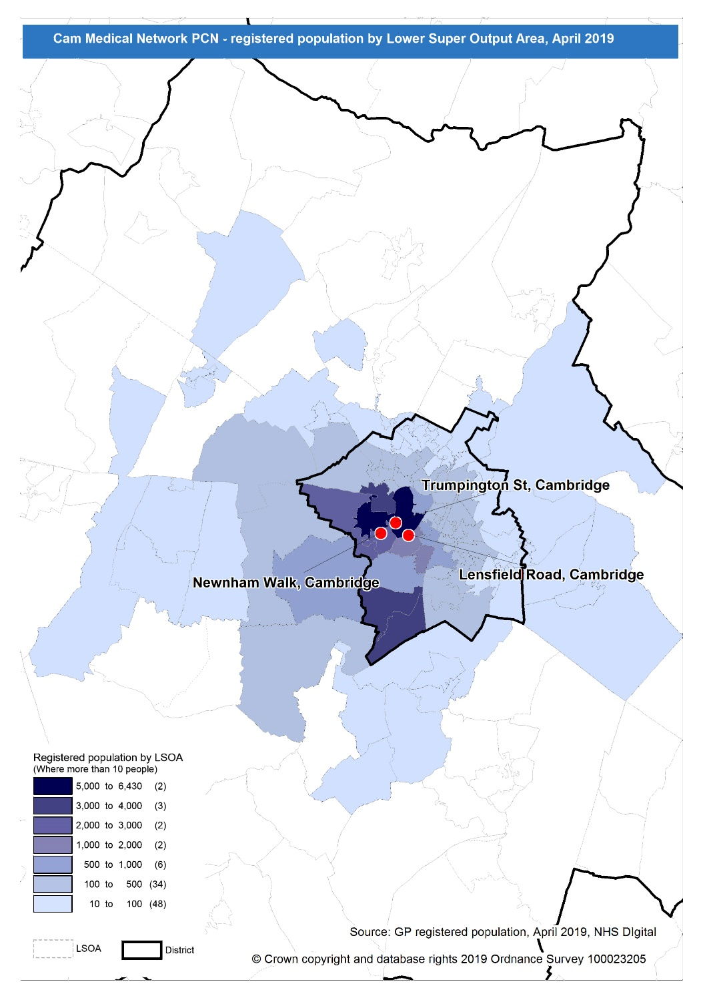 Cam Medical Network PCN - registered population by Lower Super Output Area, April 2019
Trumpington St, Cambridge
Lensfield Road, Cambridge
Newnham Walk, Cambridge
Registered population by LSOA
(Where more than 10 people)
5,000 to 6,430 (2)
3,000 to 4,000 (3)
2,000 to 3,000 (2)
1,000 to 2,000 (2)
500 to 1,000 (6)
100 to 500 (34)
10 to 100 (48)
LSOA
District
Source: GP registered population, April 2019, NHS DIgital
© Crown copyright and database rights 2019 Ordnance Survey 100023205